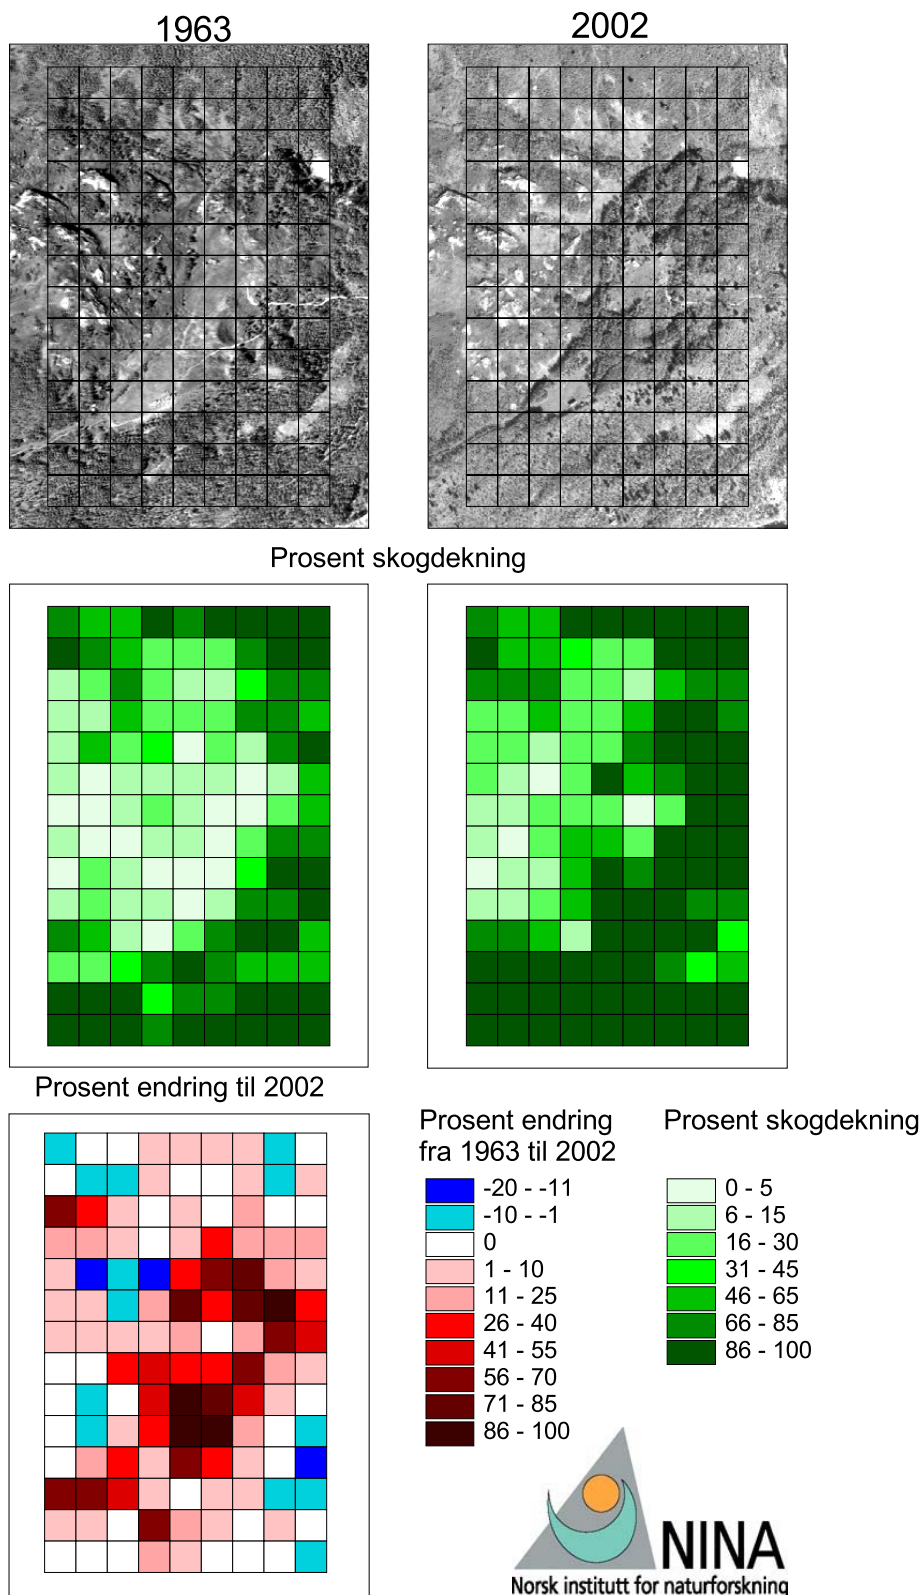 1963
2002
Prosent skogdekning
Prosent endring til 2002
Prosent endring
fra 1963 til 2002
-20 - -11
-10 - -1
0
1 - 10
11 - 25
26 - 40
41 - 55
56 - 70
71 - 85
86 - 100
Prosent skogdekning
0 - 5
6 - 15
16 - 30
31 - 45
46 - 65
66 - 85
86 - 100
NINA
Norsk institutt for naturforskning